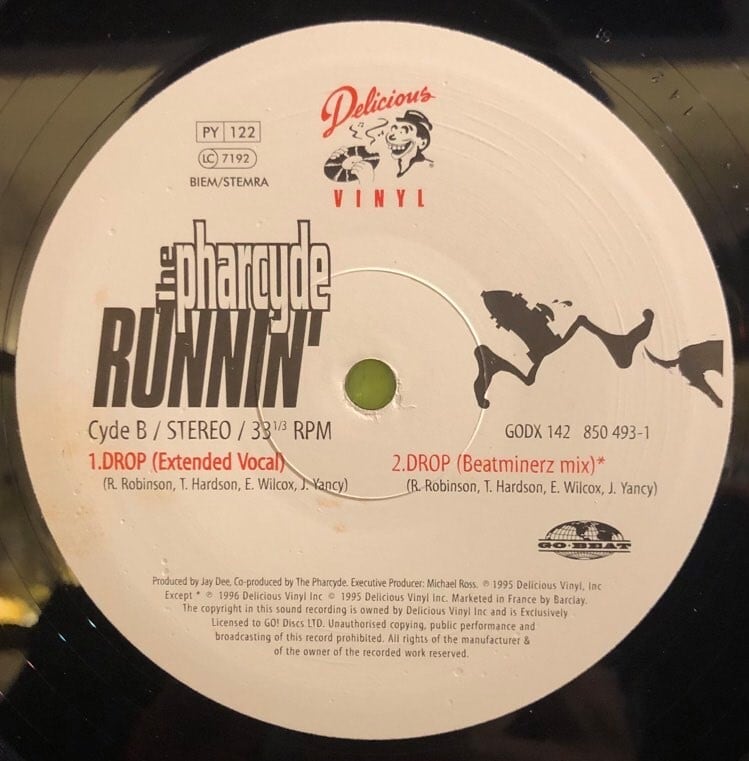 Delicious
VINYL
PY 122
LC 7192
BIEM/STEMRA
the pharcyde
RUNNIN'
Cyde B / STEREO / 33 1/3 RPM
GODX 142 850 493-1
1.DROP (Extended Vocal)
(R. Robinson, T. Hardson, E. Wilcox, J. Yancy)
2.DROP (Beatminerz mix)*
(R. Robinson, T. Hardson, E. Wilcox, J. Yancy)
GO·BEAT
Produced by Jay Dee, Co-produced by The Pharcyde. Executive Producer: Michael Ross. ℗ 1995 Delicious Vinyl, Inc
Except * ℗ 1996 Delicious Vinyl Inc © 1995 Delicious Vinyl Inc. Marketed in France by Barclay.
The copyright in this sound recording is owned by Delicious Vinyl Inc and is Exclusively
Licensed to GO! Discs LTD. Unauthorised copying, public performance and
broadcasting of this record prohibited. All rights of the manufacturer &
of the owner of the recorded work reserved.